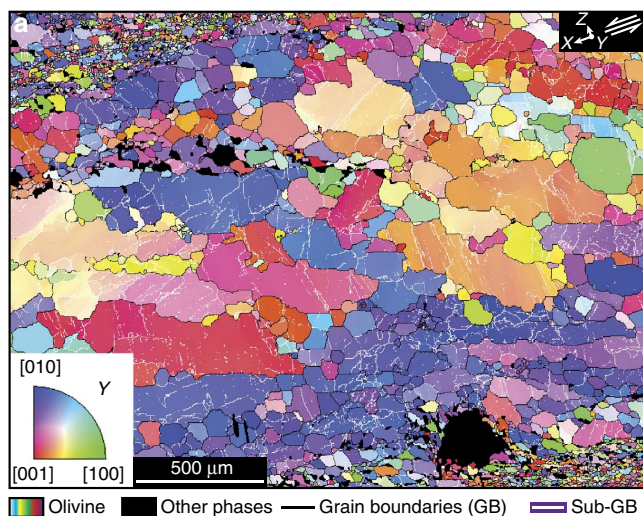 a
Z
X Y
[010]
Y
[001] [100]
500 μm
Olivine Other phases Grain boundaries (GB) Sub-GB